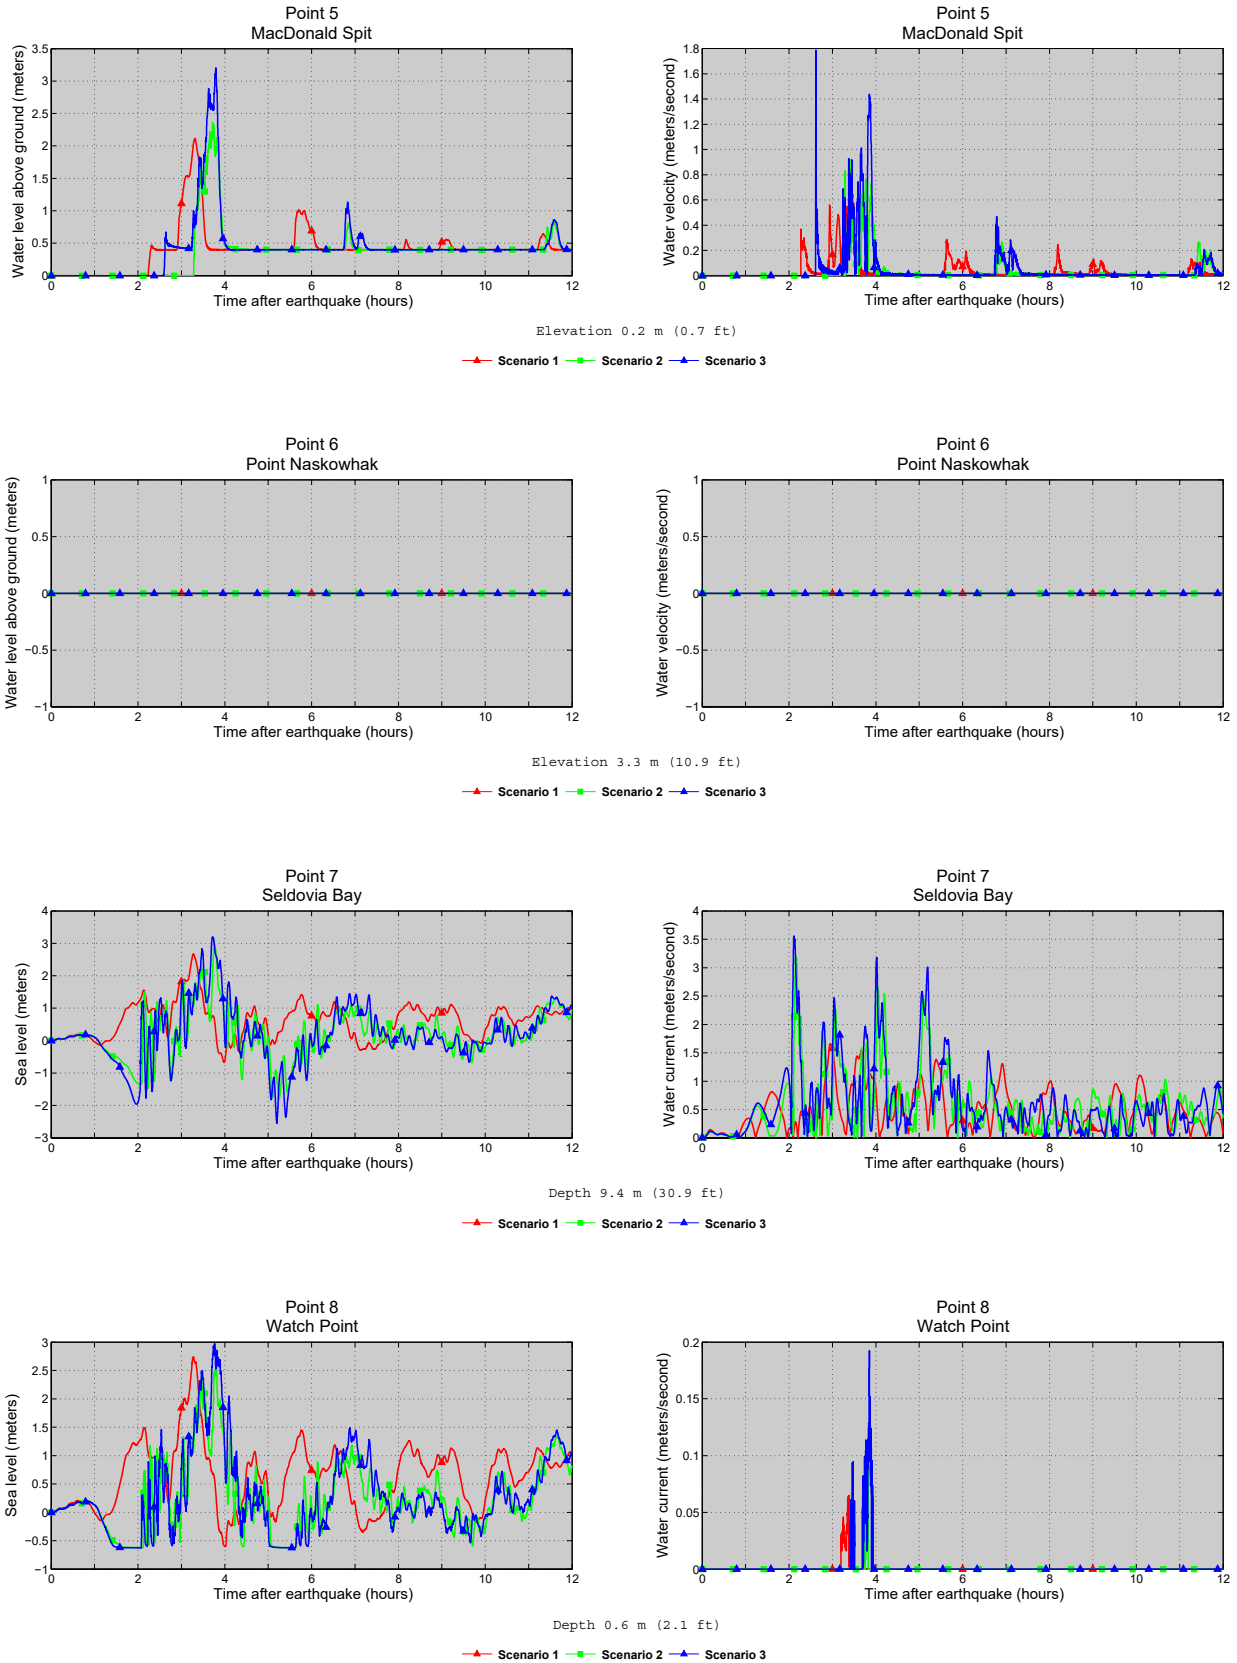 Point 5
MacDonald Spit
Water level above ground (meters)
3.5
3
2.5
2
1.5
1
0.5
0
0 2 4 6 8 10 12
Time after earthquake (hours)
Point 5
MacDonald Spit
Water velocity (meters/second)
1.8
1.6
1.4
1.2
1
0.8
0.6
0.4
0.2
0
0 2 4 6 8 10 12
Time after earthquake (hours)
Elevation 0.2 m (0.7 ft)
Scenario 1 Scenario 2 Scenario 3
Point 6
Point Naskowhak
Water level above ground (meters)
1
0.5
0
−0.5
−1
0 2 4 6 8 10 12
Time after earthquake (hours)
Point 6
Point Naskowhak
Water velocity (meters/second)
1
0.5
0
−0.5
−1
0 2 4 6 8 10 12
Time after earthquake (hours)
Elevation 3.3 m (10.9 ft)
Scenario 1 Scenario 2 Scenario 3
Point 7
Seldovia Bay
Seal level (meters)
4
3
2
1
0
−1
−2
−3
0 2 4 6 8 10 12
Time after earthquake (hours)
Point 7
Seldovia Bay
Water current (meters/second)
4
3.5
3
2.5
2
1.5
1
0.5
0
0 2 4 6 8 10 12
Time after earthquake (hours)
Depth 9.4 m (30.9 ft)
Scenario 1 Scenario 2 Scenario 3
Point 8
Watch Point
Sea level (meters)
3
2.5
2
1.5
1
0.5
0
−0.5
−1
0 2 4 6 8 10 12
Time after earthquake (hours)
Point 8
Watch Point
Water current (meters/second)
0.2
0.15
0.1
0.05
0
0 2 4 6 8 10 12
Time after earthquake (hours)
Depth 0.6 m (2.1 ft)
Scenario 1 Scenario 2 Scenario 3